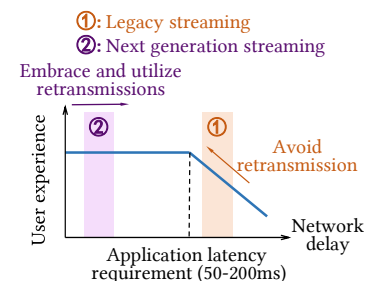 ①: Legacy streaming
②: Next generation streaming
Embrace and utilize
retransmissions
②
①
Avoid
retransmission
User experience
Network
delay
Application latency
requirement (50-200ms)